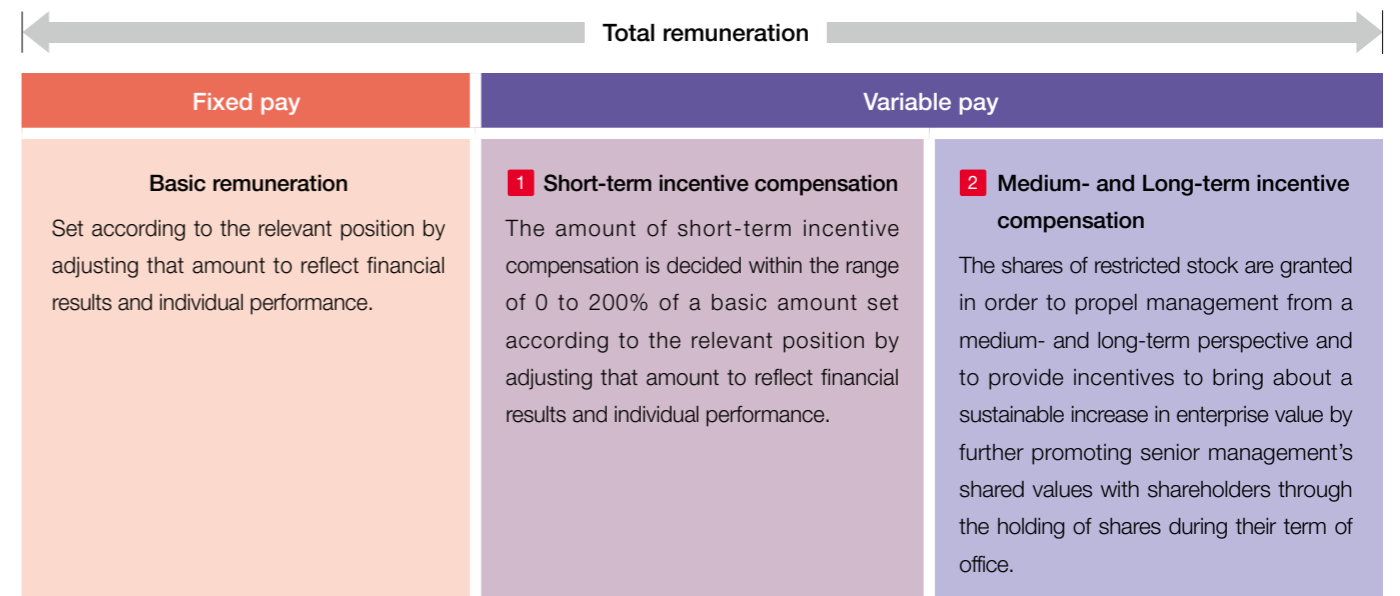 Total remuneration
Fixed pay
Variable pay
Basic remuneration
Set according to the relevant position by
adjusting that amount to reflect financial
results and individual performance.
1 Short-term incentive compensation
The amount of short-term incentive
compensation is decided within the range
of 0 to 200% of a basic amount set
according to the relevant position by
adjusting that amount to reflect financial
results and individual performance.
2 Medium- and Long-term incentive
compensation
The shares of restricted stock are granted
in order to propel management from a
medium- and long-term perspective and
to provide incentives to bring about a
sustainable increase in enterprise value by
further promoting senior management’s
shared values with shareholders through
the holding of shares during their term of
office.